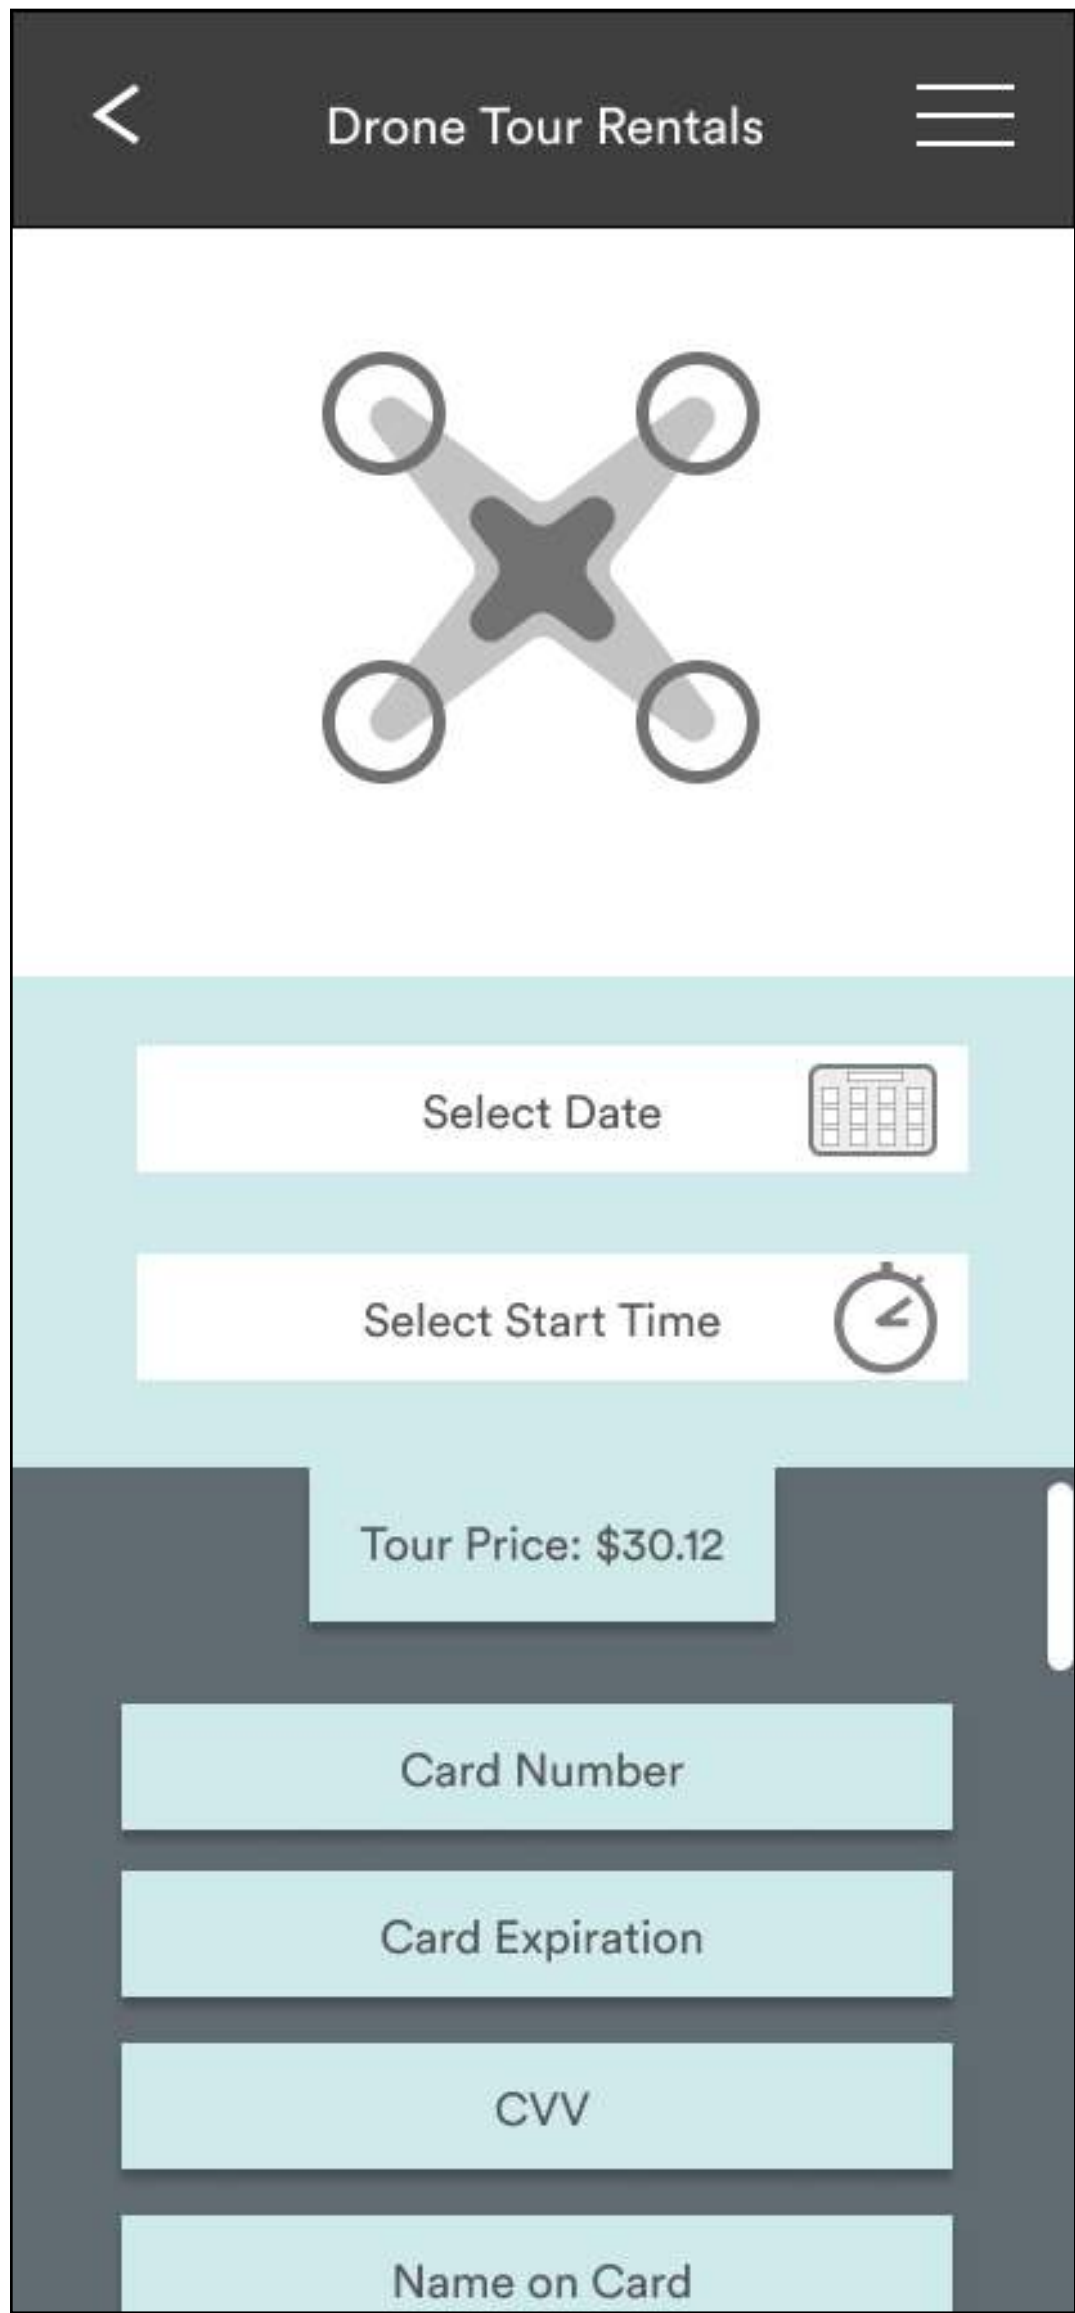 Drone Tour Rentals
Select Date
Select Start Time
Tour Price: $30.12
Card Number
Card Expiration
CVV
Name on Card